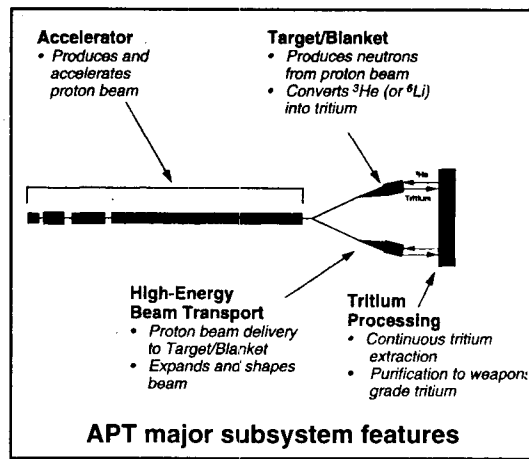 Accelerator
• Produces and
accelerates
proton beam
Target/Blanket
• Produces neutrons
from proton beam
• Converts ³He (or ⁶Li)
into tritium
³He
Tritium
High-Energy
Beam Transport
• Proton beam delivery
to Target/Blanket
• Expands and shapes
beam
Tritium
Processing
• Continuous tritium
extraction
• Purification to weapons
grade tritium
APT major subsystem features